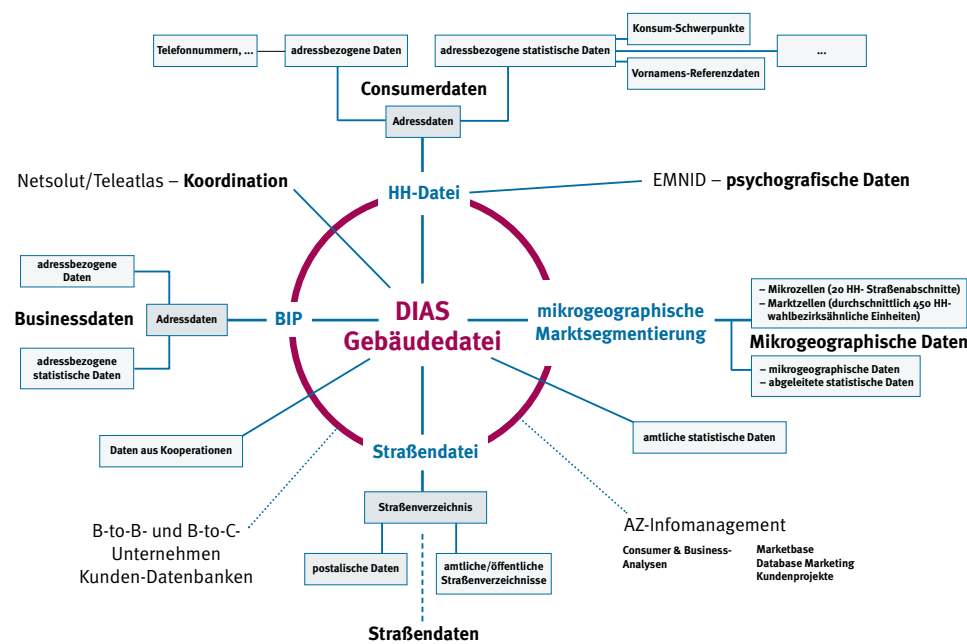 Konsum-Schwerpunkte
Telefonnummern, ...
adressbezogene Daten
adressbezogene statistische Daten
...
Vornamens-Referenzdaten
Consumerdaten
Adressdaten
Netsolut/Teleatlas – Koordination
HH-Datei
EMNID – psychografische Daten
adressbezogene
Daten
Businessdaten
Adressdaten
adressbezogene
statistische Daten
BIP
DIAS
Gebäudedatei
mikrogeographische
Marktsegmentierung
– Mikrozellen (20 HH- Straßenabschnitte)
– Marktzellen (durchschnittlich 450 HH-
wahlbezirksähnliche Einheiten)
Mikrogeographische Daten
– mikrogeographische Daten
– abgeleitete statistische Daten
Daten aus Kooperationen
Straßendatei
amtliche statistische Daten
Straßenverzeichnis
B-to-B- und B-to-C-
Unternehmen
Kunden-Datenbanken
postalische Daten
amtliche/öffentliche
Straßenverzeichnisse
Straßendaten
AZ-Infomanagement
Consumer & Business-
Analysen
Marketbase
Database Marketing
Kundenprojekte